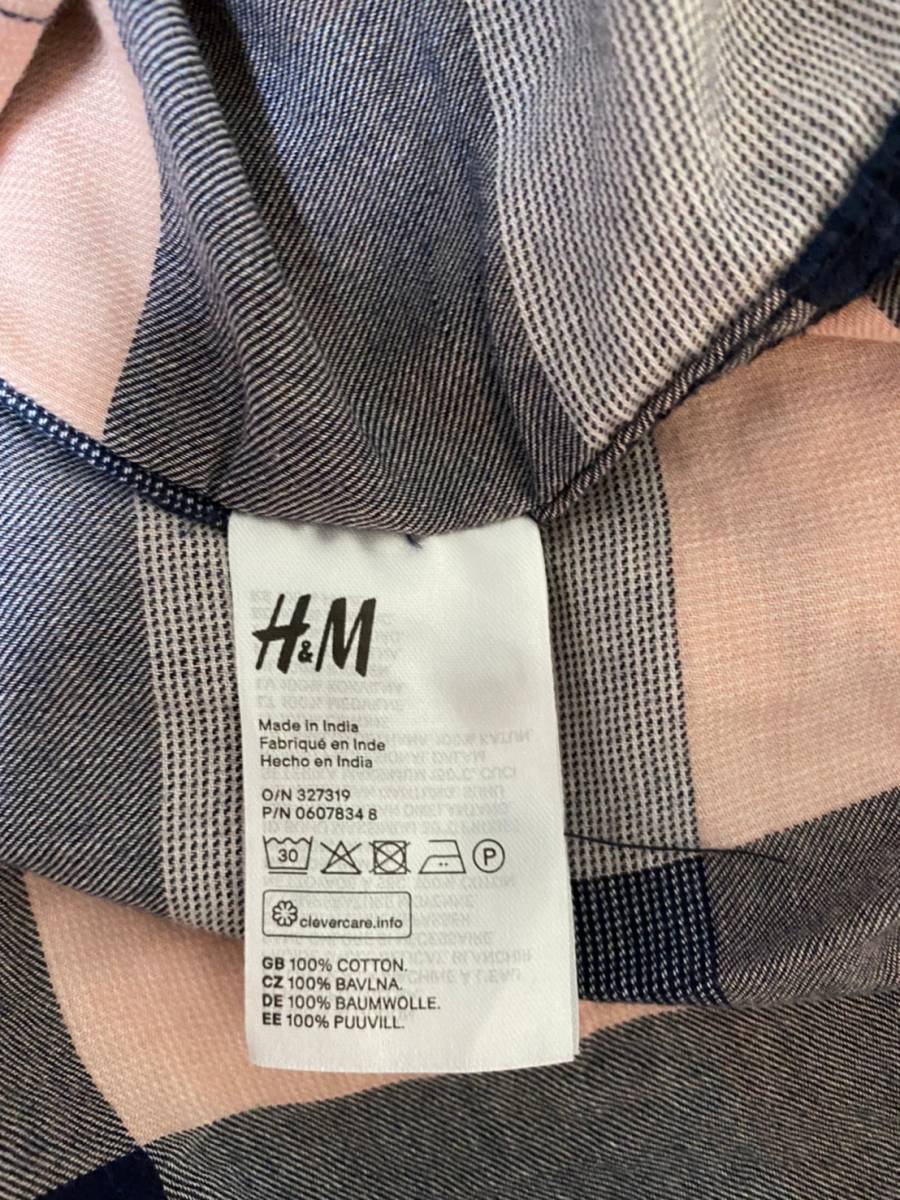 H&M
Made in India
Fabriqué en Inde
Hecho en India
O/N 327319
P/N 0607834 8
30 P
clevercare.info
GB 100% COTTON.
CZ 100% BAVLNA.
DE 100% BAUMWOLLE.
EE 100% PUUVILL.